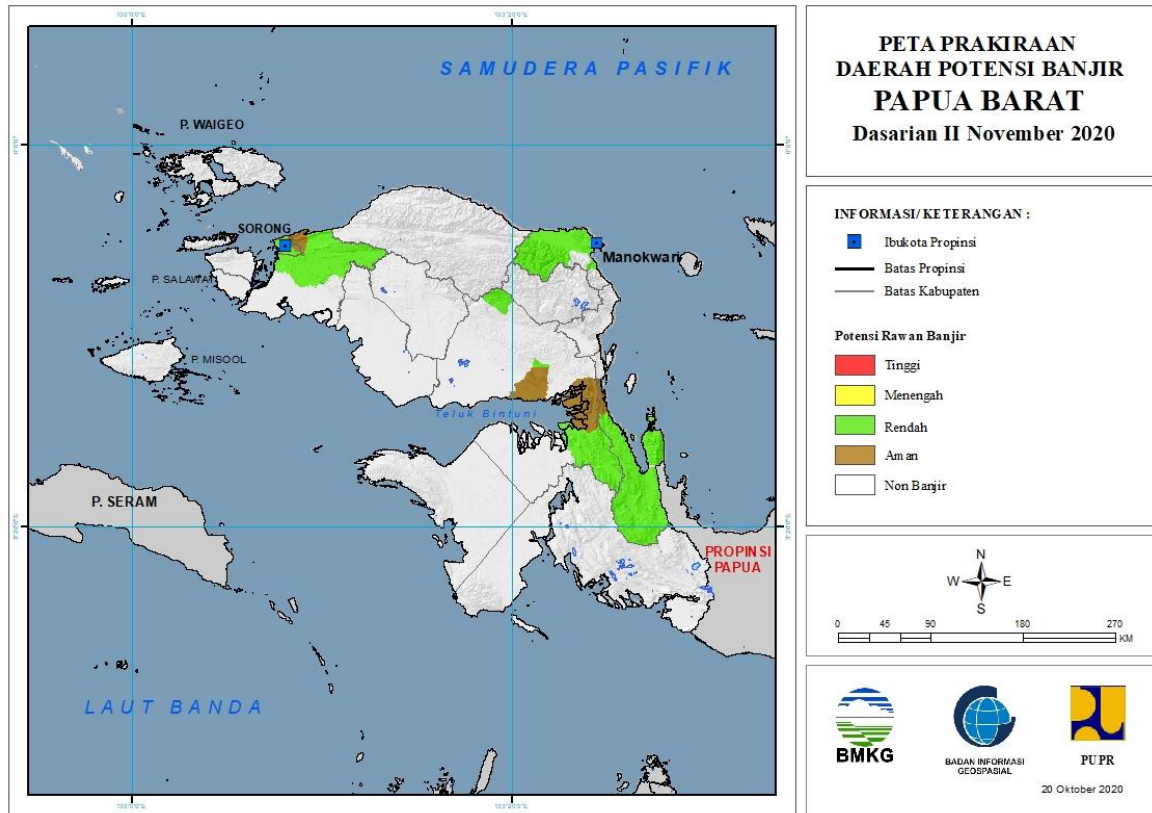 PETA PRAKIRAAN
DAERAH POTENSI BANJIR
PAPUA BARAT
Dasarian II November 2020
INFORMASI/ KETERANGAN :
Ibukota Propinsi
Batas Propinsi
Batas Kabupaten
Potensi Rawan Banjir
Tinggi
Menengah
Rendah
Aman
Non Banjir
N
W E
S
0 45 90 180 270
KM
BMKG
BADAN INFORMASI
GEOSPASIAL
PUPR
20 Oktober 2020
SAMUDERA PASIFIK
P. WAIGEO
SORONG
Manokwari
P. SALAWATI
P. MISOOL
Teluk Bintuni
P. SERAM
PROPINSI
PAPUA
LAUT BANDA